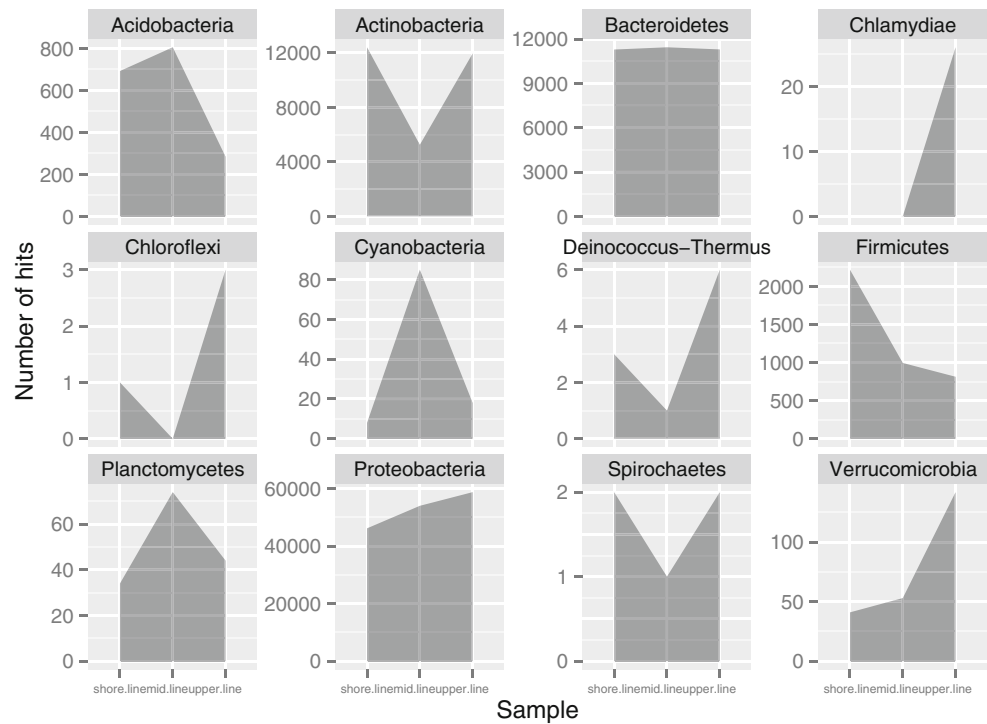 Acidobacteria
Actinobacteria
Bacteroidetes
Chlamydiae
800
600
400
200
0
12000
8000
4000
0
12000
9000
6000
3000
0
20
10
0
Chloroflexi
Cyanobacteria
Deinococcus−Thermus
Firmicutes
3
2
1
0
80
60
40
20
0
6
4
2
0
2000
1500
1000
500
0
Planctomycetes
Proteobacteria
Spirochaetes
Verrucomicrobia
60
40
20
0
60000
40000
20000
0
2
1
0
100
50
0
shore.linemid.lineupper.line
shore.linemid.lineupper.line
shore.linemid.lineupper.line
shore.linemid.lineupper.line
Number of hits
Sample